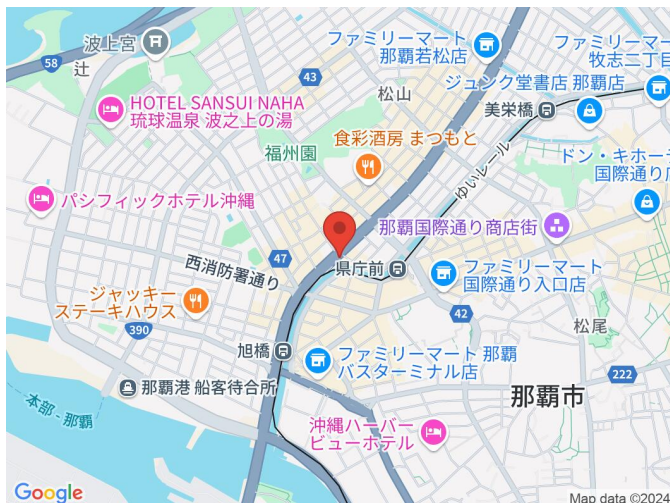 ファミリーマート
那覇若松店
ファミリーマート
牧志二丁目
波上宮
58
辻
43
松山
ジュンク堂書店 那覇店
美栄橋
HOTEL SANSUI NAHA
琉球温泉 波之上の湯
食彩酒房 まつもと
福州園
ゆいレール
ドン・キホーテ
国際通り店
パシフィックホテル沖縄
那覇国際通り商店街
47
県庁前
西消防署通り
ファミリーマート
国際通り入口店
ジャッキー
ステーキハウス
42
松尾
390
旭橋
ファミリーマート 那覇
バスターミナル店
222
那覇港 船客待合所
那覇市
本部 - 那覇
沖縄ハーバー
ビューホテル
Google
Map data ©2024